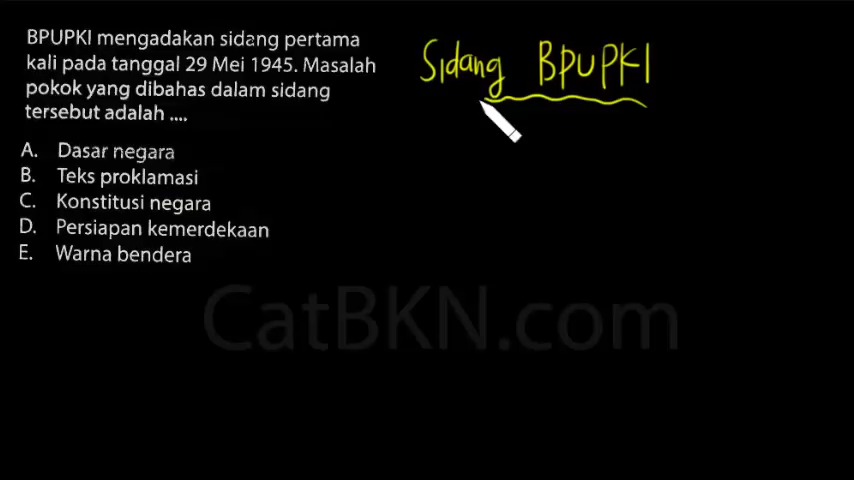 BPUPKI mengadakan sidang pertama
kali pada tanggal 29 Mei 1945. Masalah
pokok yang dibahas dalam sidang
tersebut adalah ....
A. Dasar negara
B. Teks proklamasi
C. Konstitusi negara
D. Persiapan kemerdekaan
E. Warna bendera
Sidang BPUPKI
CatBKN.com